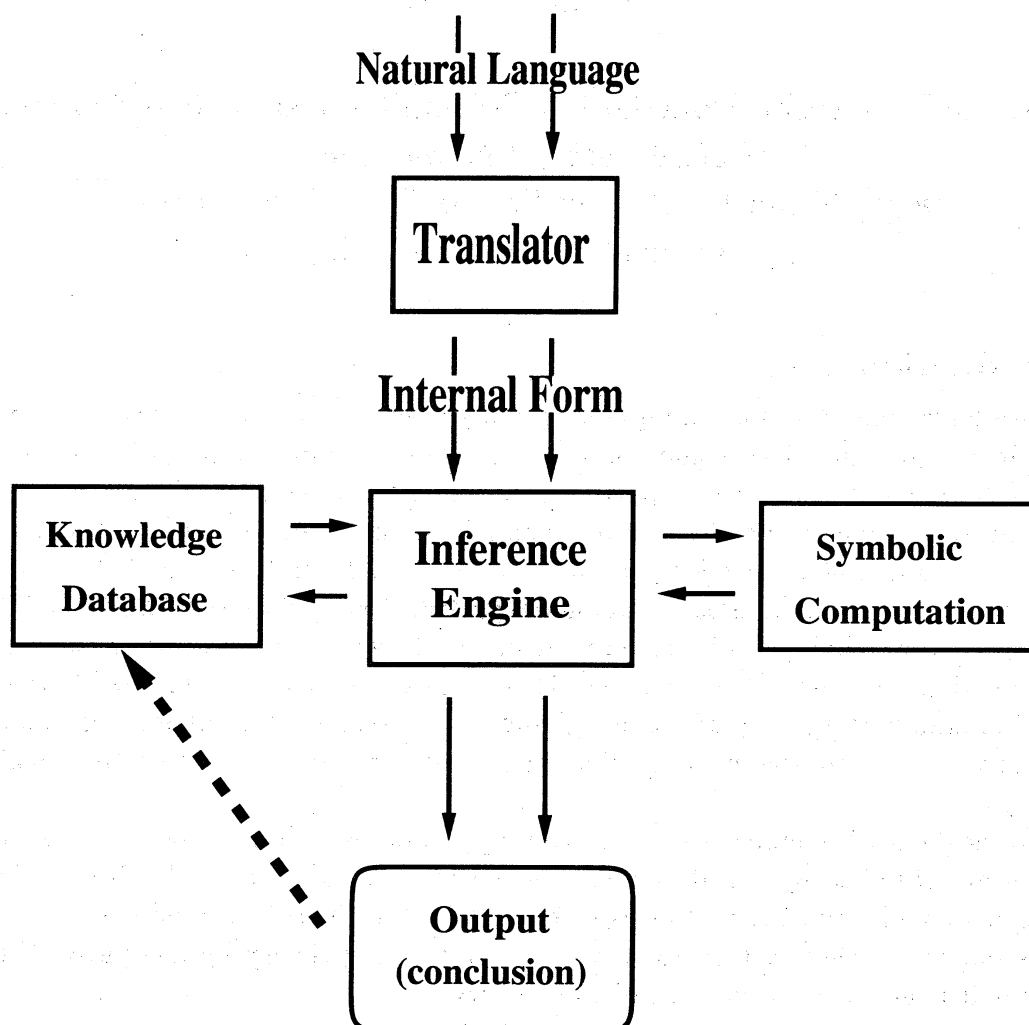 Natural Language
Translator
Internal Form
Knowledge
Database
Inference
Engine
Symbolic
Computation
Output
(conclusion)